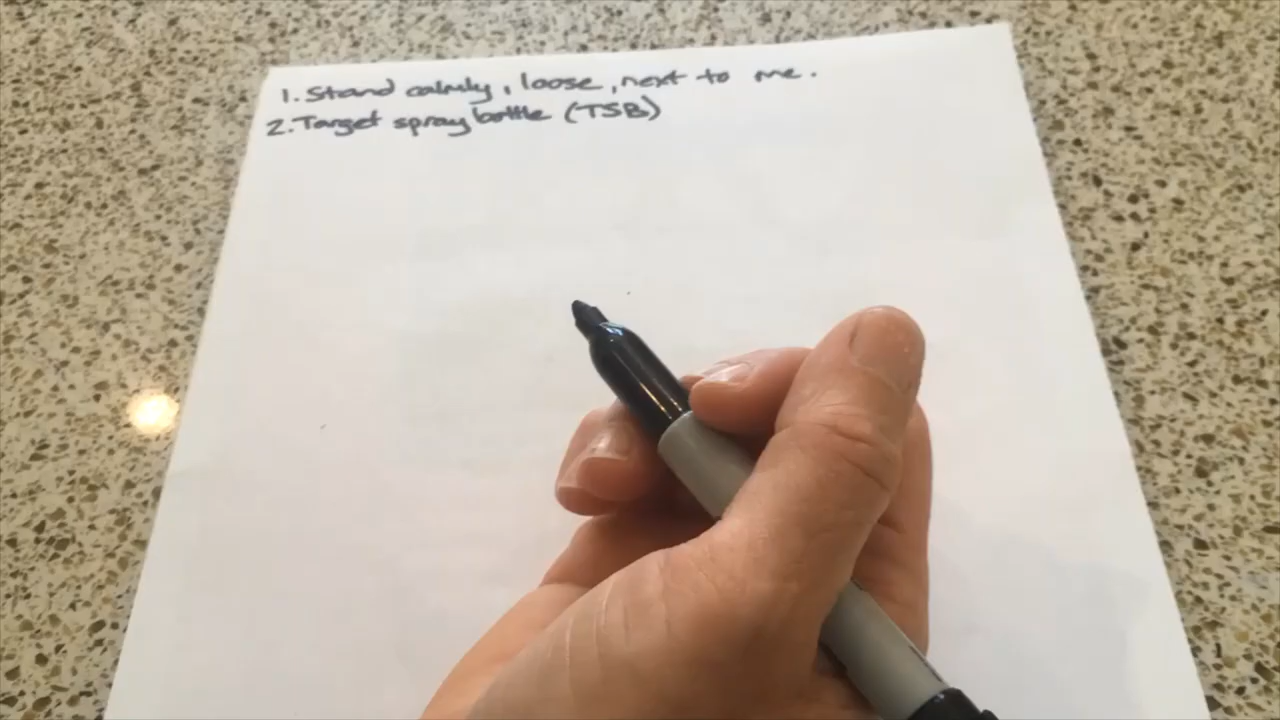 1. Stand calmly, loose, next to me.
2. Target spray bottle (TSB)